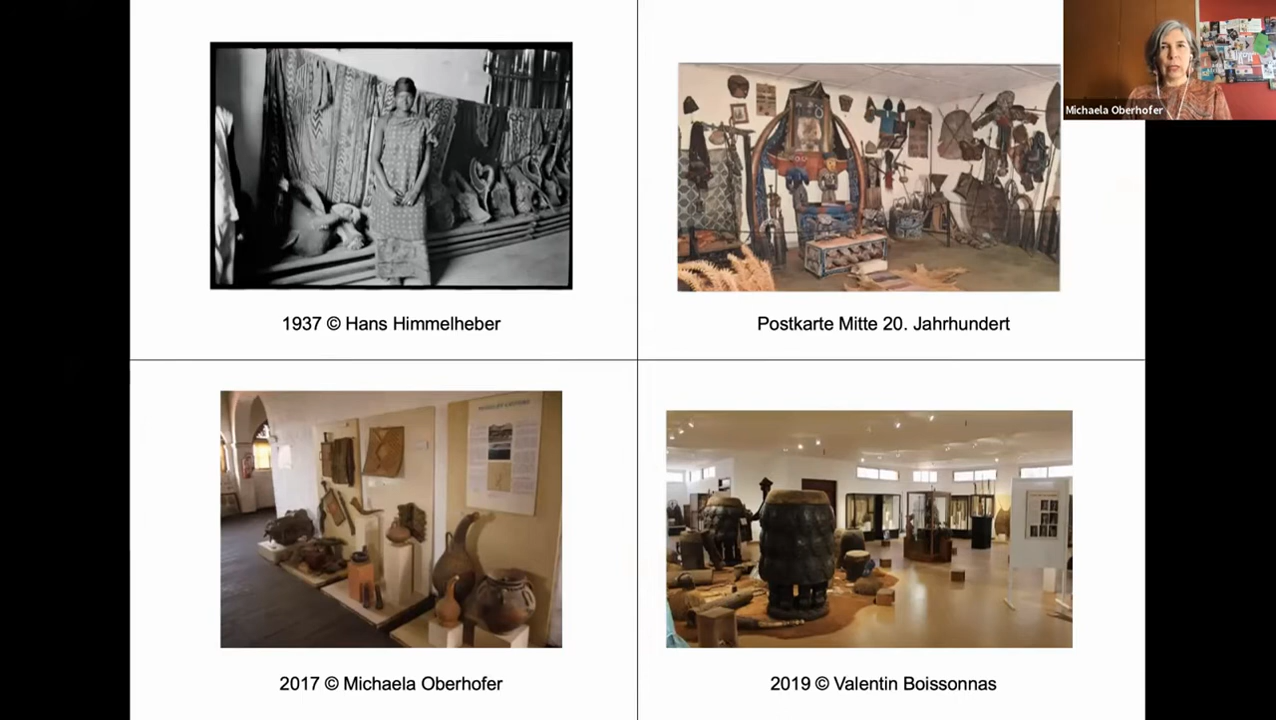 Michaela Oberhofer
1937 © Hans Himmelheber
Postkarte Mitte 20. Jahrhundert
2017 © Michaela Oberhofer
2019 © Valentin Boissonnas